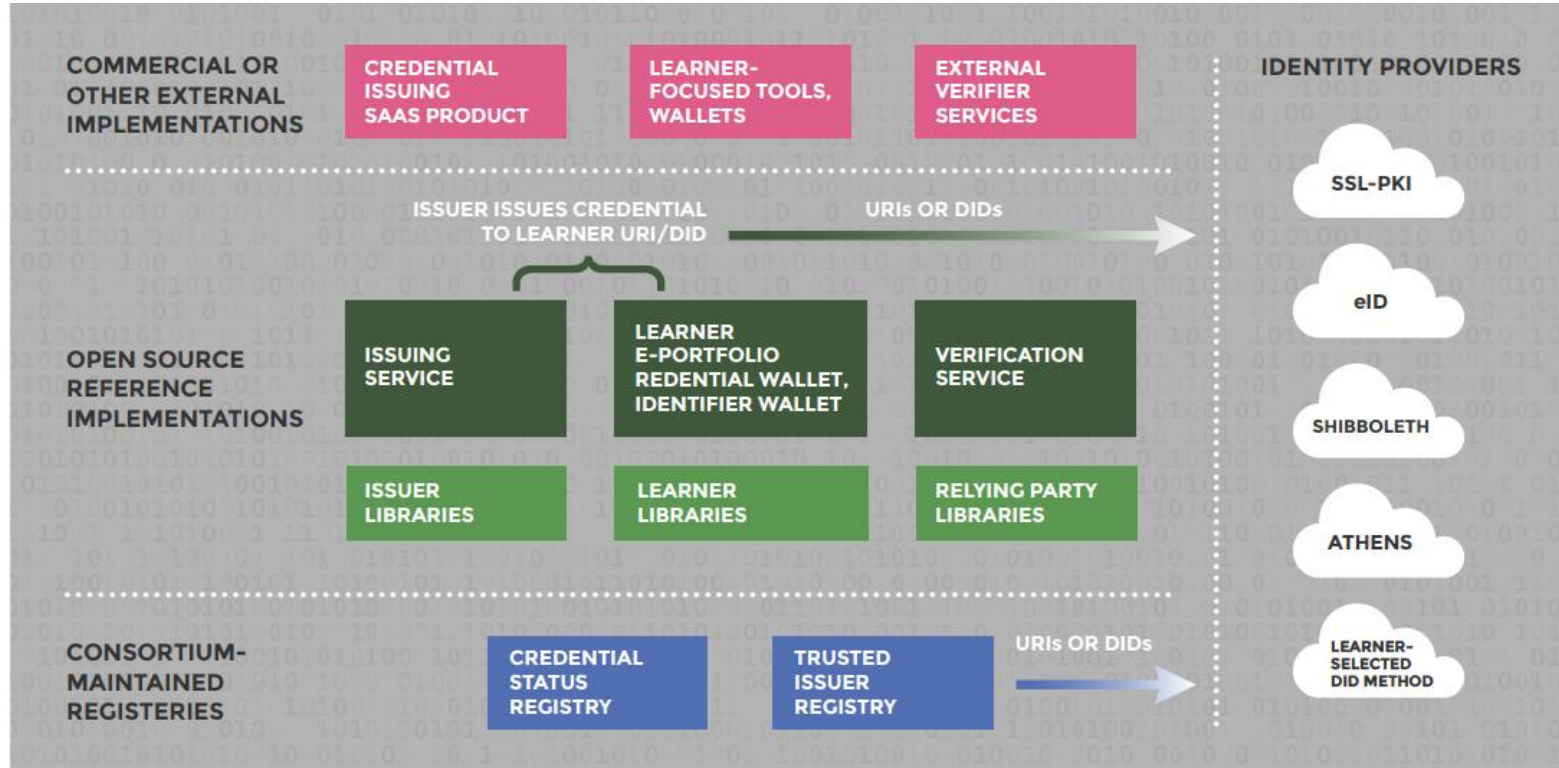 COMMERCIAL OR
OTHER EXTERNAL
IMPLEMENTATIONS
CREDENTIAL
ISSUING
SAAS PRODUCT
LEARNER-
FOCUSED TOOLS,
WALLETS
EXTERNAL
VERIFIER
SERVICES
IDENTITY PROVIDERS
ISSUER ISSUES CREDENTIAL
TO LEARNER URI/DID
URIs OR DIDs
OPEN SOURCE
REFERENCE
IMPLEMENTATIONS
ISSUING
SERVICE
LEARNER
E-PORTFOLIO
REDENTIAL WALLET,
IDENTIFIER WALLET
VERIFICATION
SERVICE
ISSUER
LIBRARIES
LEARNER
LIBRARIES
RELYING PARTY
LIBRARIES
CONSORTIUM-
MAINTAINED
REGISTERIES
CREDENTIAL
STATUS
REGISTRY
TRUSTED
ISSUER
REGISTRY
URIs OR DIDs
SSL-PKI
eID
SHIBBOLETH
ATHENS
LEARNER-
SELECTED
DID METHOD